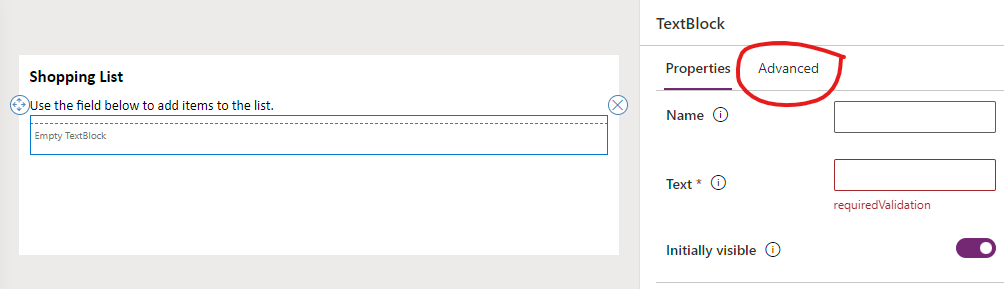 Shopping List
Use the field below to add items to the list.
Empty TextBlock
TextBlock
Properties Advanced
Name
Text *
requiredValidation
Initially visible